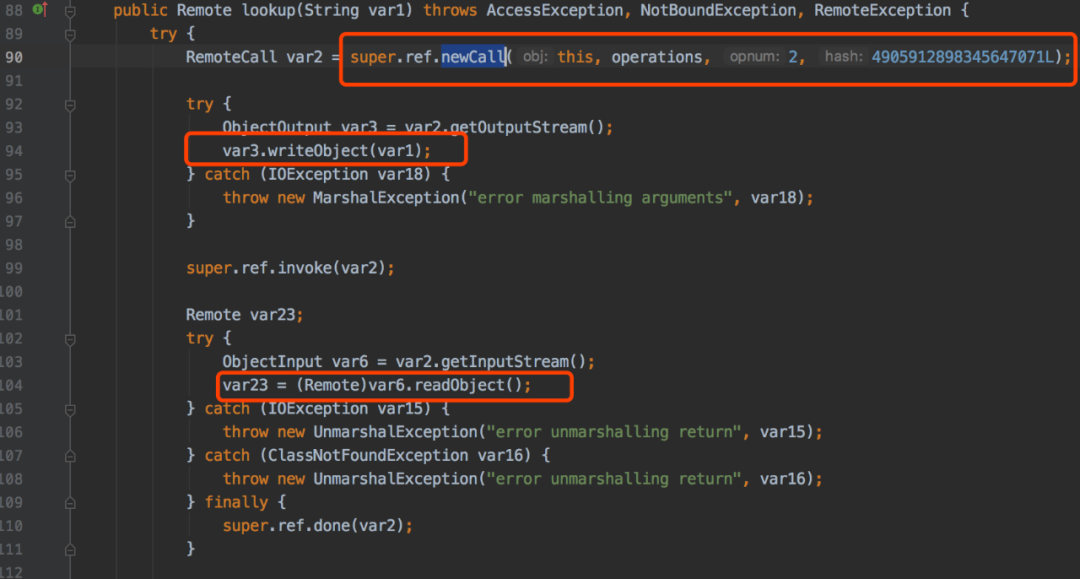 88 public Remote lookup(String var1) throws AccessException, NotBoundException, RemoteException {
89 try {
90 RemoteCall var2 = super.ref.newCall( obj: this, operations, opnum: 2, hash: 4905912898345647071L);
91
92 try {
93 ObjectOutput var3 = var2.getOutputStream();
94 var3.writeObject(var1);
95 } catch (IOException var18) {
96 throw new MarshalException("error marshalling arguments", var18);
97 }
98
99 super.ref.invoke(var2);
100
101 Remote var23;
102 try {
103 ObjectInput var6 = var2.getInputStream();
104 var23 = (Remote)var6.readObject();
105 } catch (IOException var15) {
106 throw new UnmarshalException("error unmarshalling return", var15);
107 } catch (ClassNotFoundException var16) {
108 throw new UnmarshalException("error unmarshalling return", var16);
109 } finally {
110 super.ref.done(var2);
111 }
112